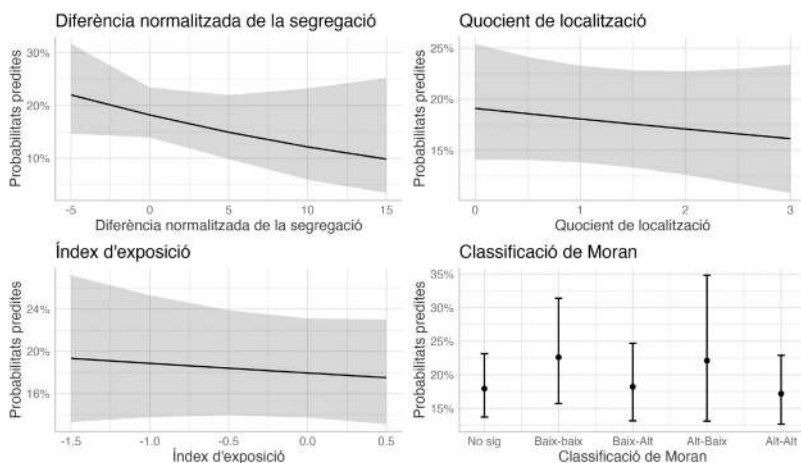 Diferència normalitzada de la segregació
Probabilitats predites
30%
20%
10%
-5
0
5
10
15
Diferència normalitzada de la segregació
Quocient de localització
Probabilitats predites
25%
20%
15%
0
1
2
3
Quocient de localització
Índex d'exposició
Probabilitats predites
24%
20%
16%
-1.5
-1.0
-0.5
0.0
0.5
Índex d'exposició
Classificació de Moran
Probabilitats predites
35%
30%
25%
20%
15%
No sig
Baix-baix
Baix-Alt
Alt-Baix
Alt-Alt
Classificació de Moran